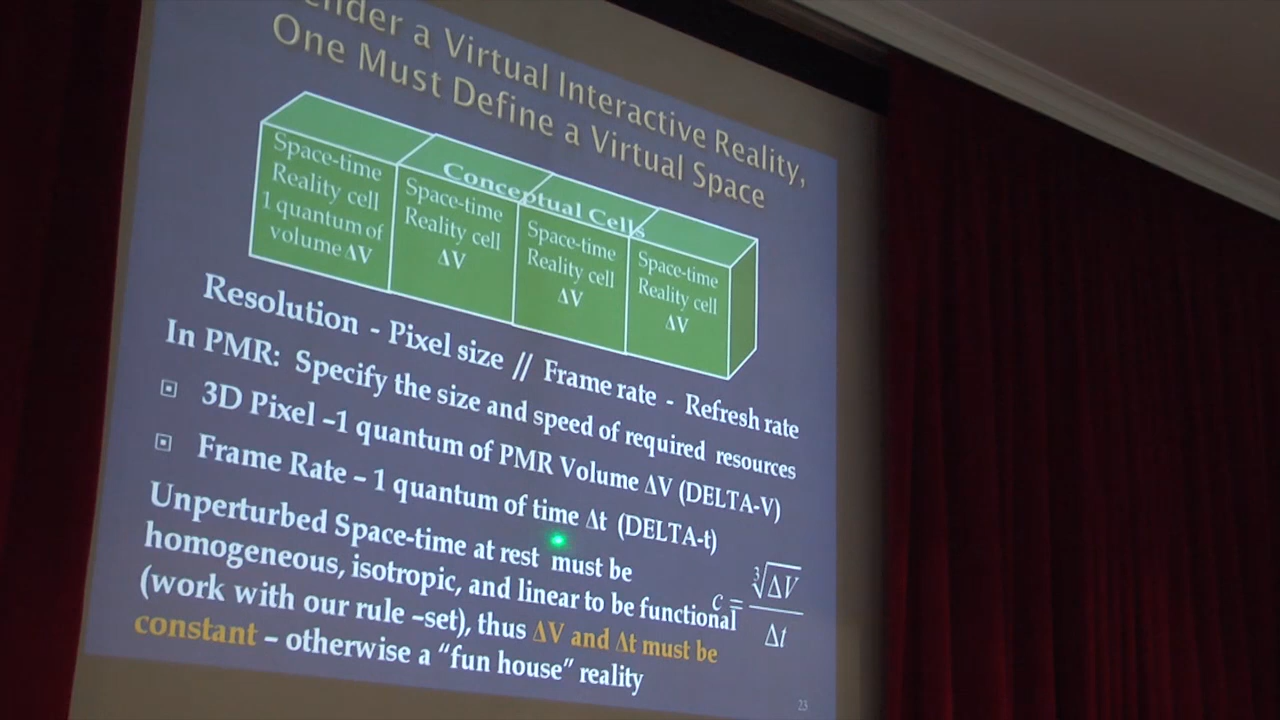 a Virtual Interactive Reality,
One Must Define a Virtual Space
Conceptual Cells
Space-time
Reality cell
1 quantum of
volume ΔV
Space-time
Reality cell
ΔV
Space-time
Reality cell
ΔV
Space-time
Reality cell
ΔV
Resolution - Pixel size // Frame rate - Refresh rate
In PMR: Specify the size and speed of required resources
3D Pixel –1 quantum of PMR Volume ΔV (DELTA-V)
Frame Rate – 1 quantum of time Δt (DELTA-t)
Unperturbed Space-time at rest must be
homogeneous, isotropic, and linear to be functional
(work with our rule –set), thus ΔV and Δt must be
constant – otherwise a “fun house” reality
c = ∛ΔV / Δt
23